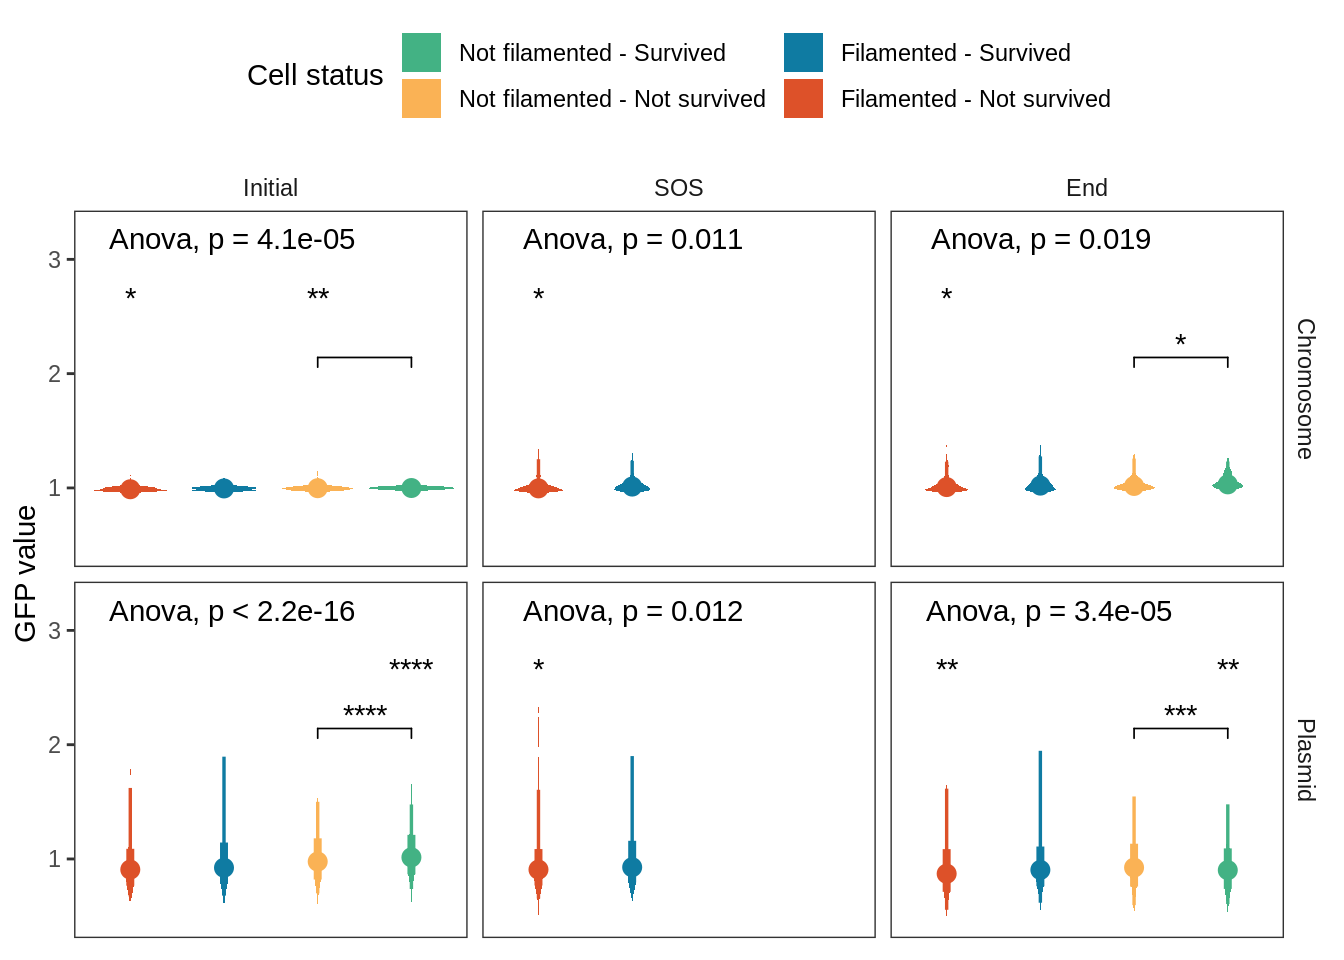 Cell status
Not filamented - Survived
Filamented - Survived
Not filamented - Not survived
Filamented - Not survived
Initial
SOS
End
Anova, p = 4.1e-05
Anova, p = 0.011
Anova, p = 0.019
3
2
1
*
**
*
*
*
Chromosome
GFP value
Anova, p < 2.2e-16
Anova, p = 0.012
Anova, p = 3.4e-05
3
2
1
****
****
*
**
**
***
Plasmid